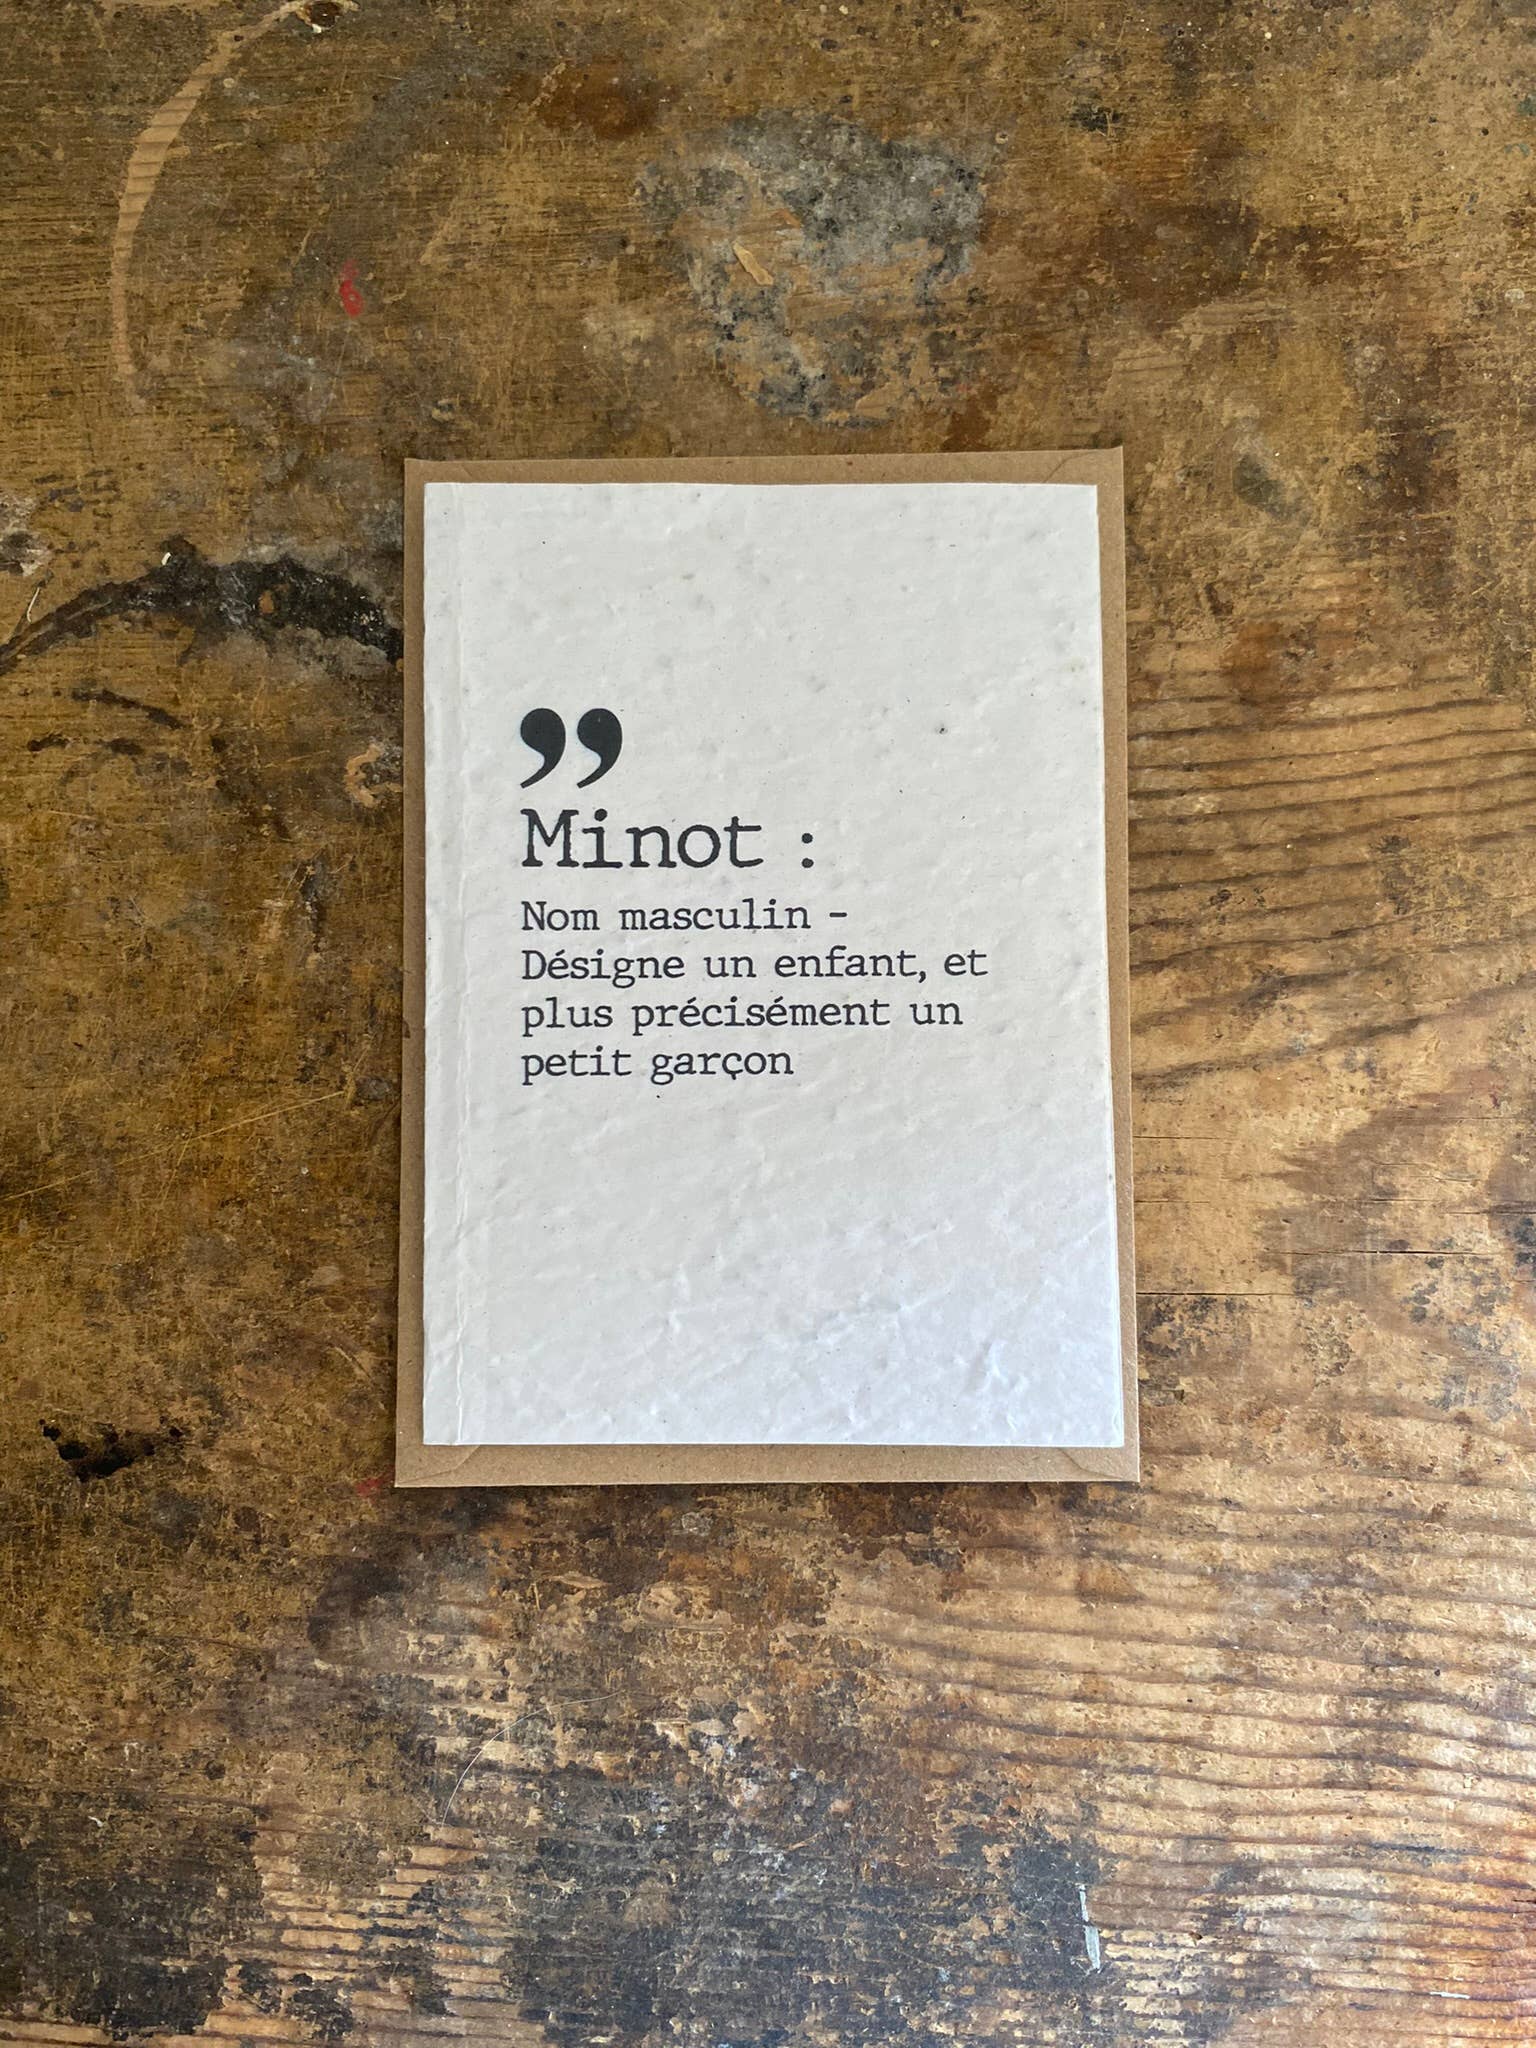 ”
Minot :
Nom masculin -
Désigne un enfant, et
plus précisément un
petit garçon